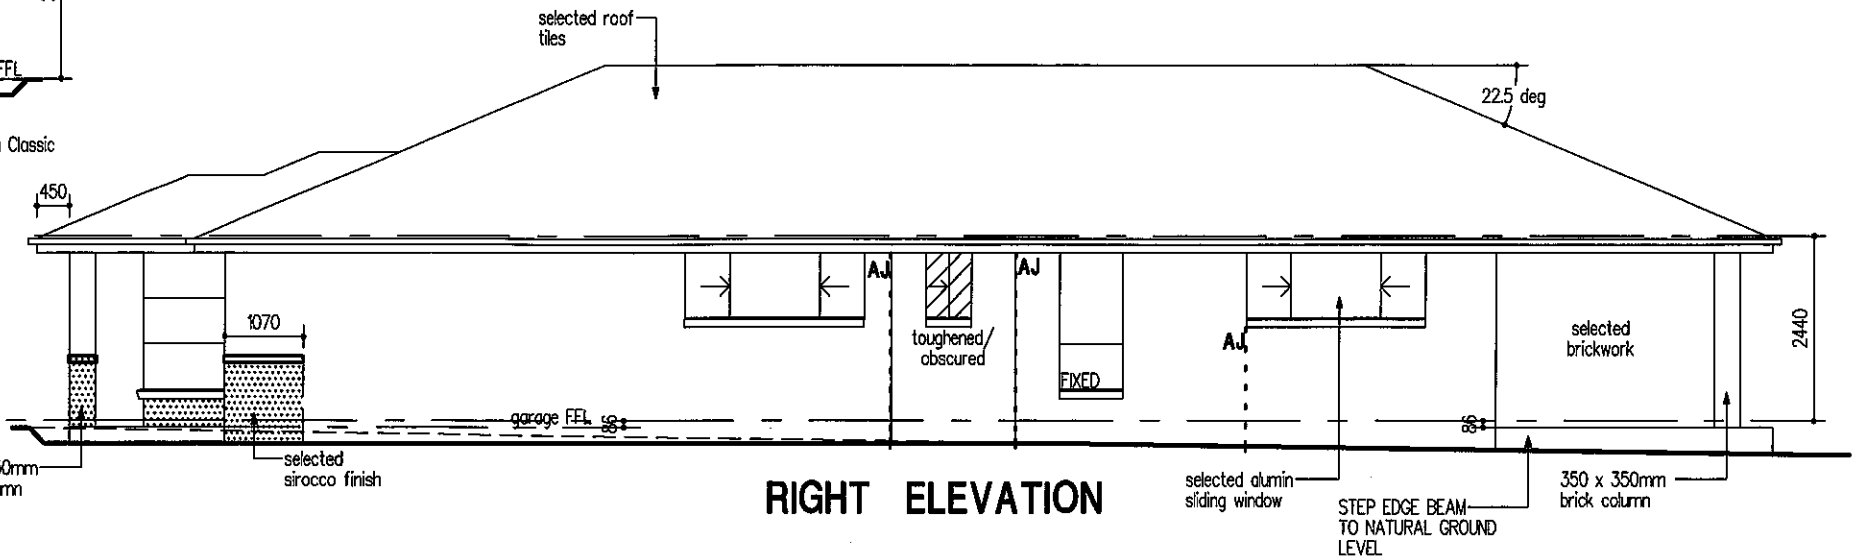 selected roof
tiles
FFL
22.5 deg
Classic
450
AJ
AJ
1070
toughened/
obscured
AJ
selected
brickwork
2440
FIXED
garage FFL
86
86
selected
sirocco finish
RIGHT ELEVATION
selected alumin
sliding window
STEP EDGE BEAM
TO NATURAL GROUND
LEVEL
350 x 350mm
brick column